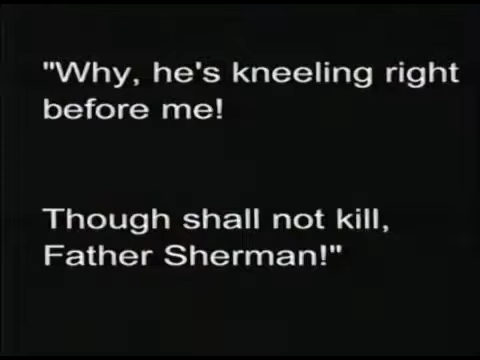 "Why, he's kneeling right
before me!
Though shall not kill,
Father Sherman!"